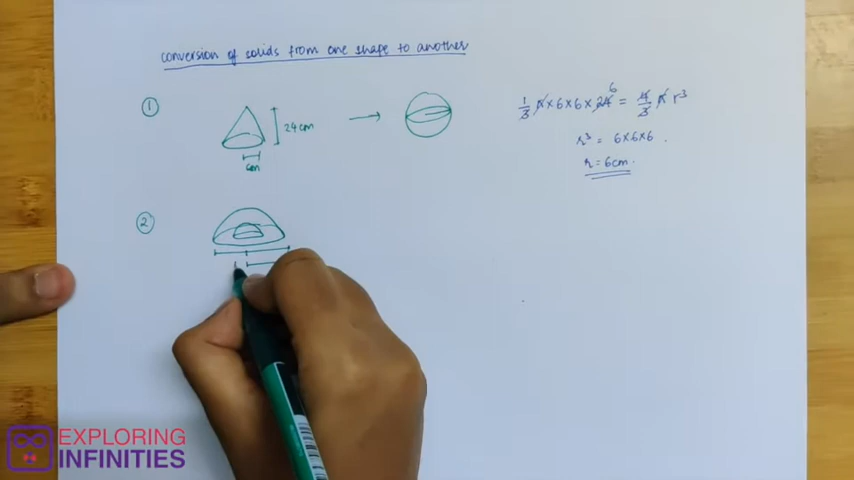 conversion of solids from one shape to another
①
24cm
6cm
1/3 π × 6 × 6 × 24 6 = 4/3 π r³
r³ = 6×6×6 .
r = 6cm .
②
EXPLORING
INFINITIES